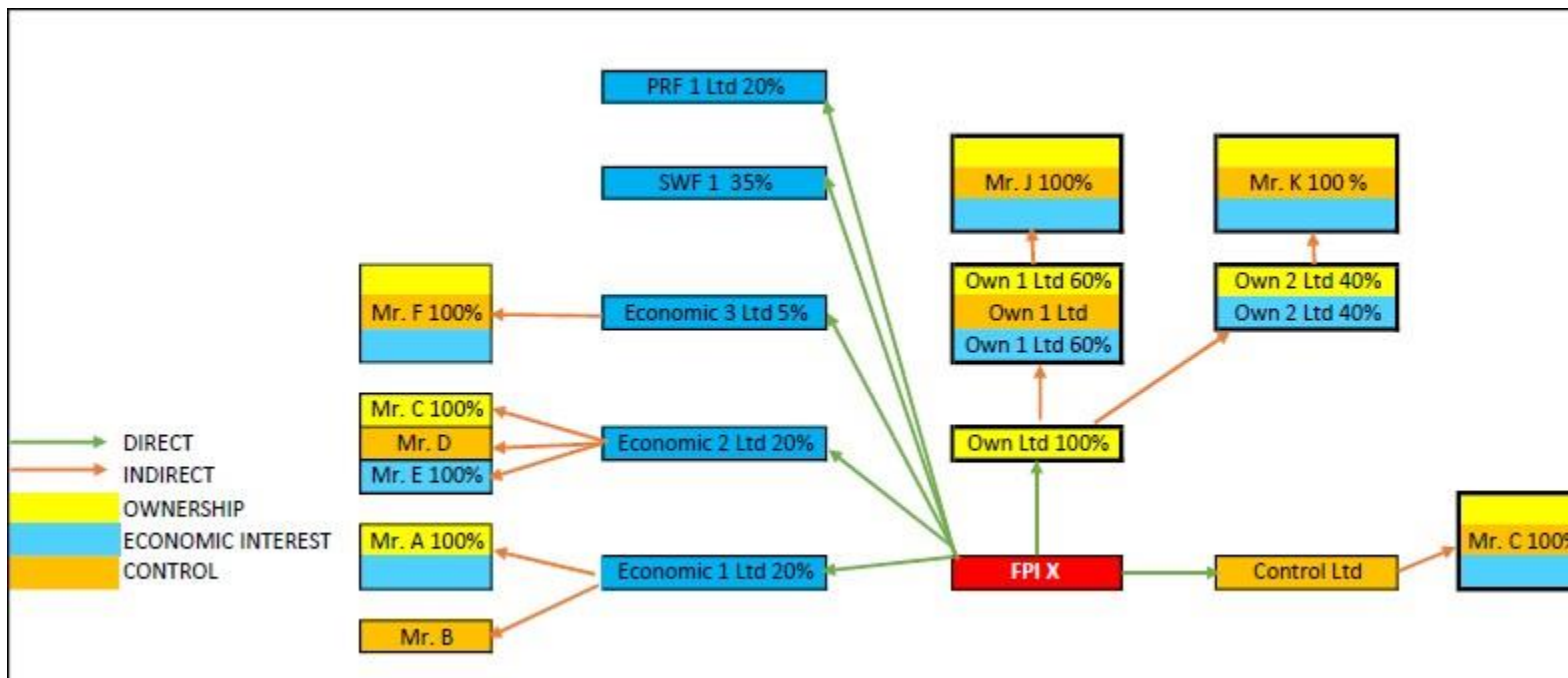 PRF 1 Ltd 20%
SWF 1 35%
Mr. J 100%
Mr. K 100 %
Mr. F 100%
Economic 3 Ltd 5%
Own 1 Ltd 60%
Own 1 Ltd
Own 1 Ltd 60%
Own 2 Ltd 40%
Own 2 Ltd 40%
Mr. C 100%
Mr. D
Mr. E 100%
Economic 2 Ltd 20%
Own Ltd 100%
DIRECT
INDIRECT
OWNERSHIP
ECONOMIC INTEREST
CONTROL
Mr. A 100%
Economic 1 Ltd 20%
FPI X
Control Ltd
Mr. C 100%
Mr. B